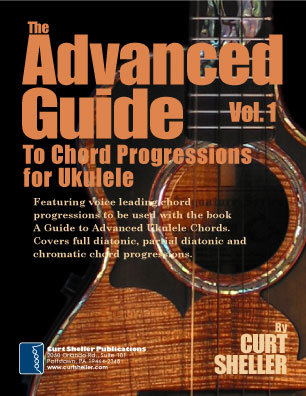 The
Advanced
Guide Vol. 1
To Chord Progressions
for Ukulele
Featuring voice leading chord
progressions to be used with the book
A Guide to Advanced Ukulele Chords.
Covers full diatonic, partial diatonic and
chromatic chord progressions.
By
CURT
SHELLER
Curt Sheller Publications
Pottstown, PA
www.curtsheller.com